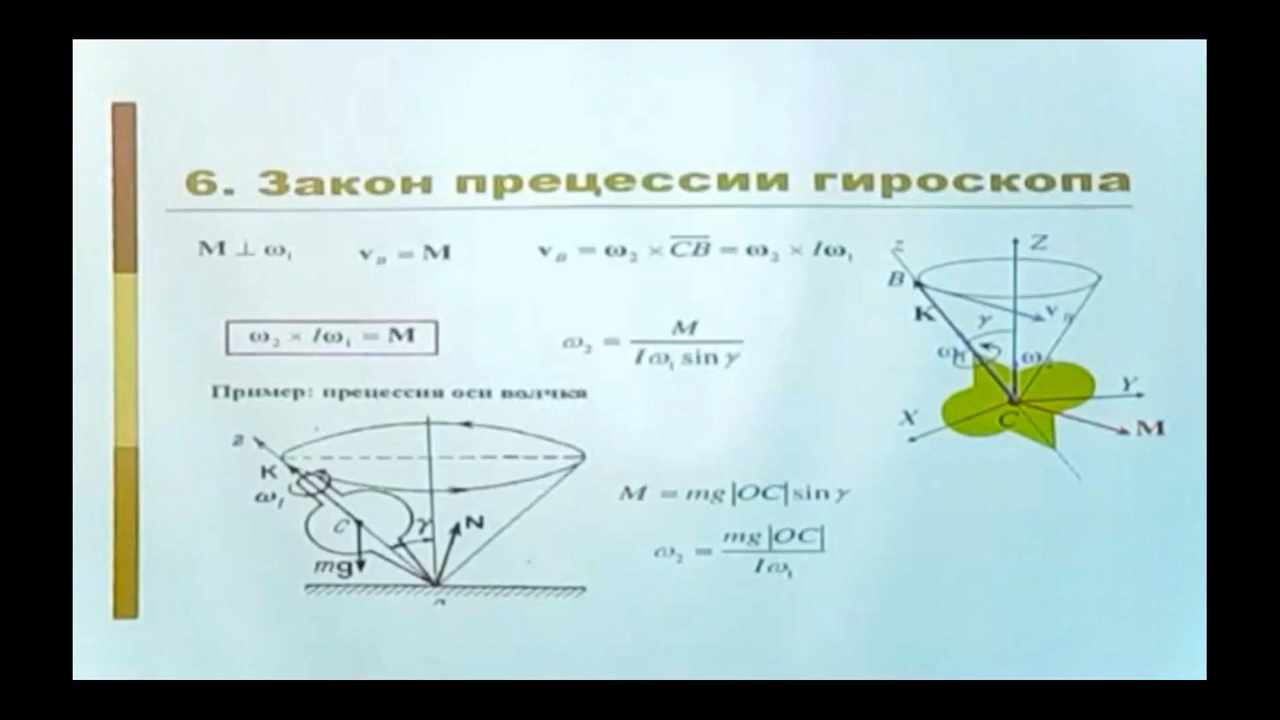 6. Закон прецессии гироскопа
M ⊥ ω₁
v_B = M
v_B = ω₂ × CB = ω₂ × Iω₁
ω₂ × Iω₁ = M
ω₂ = M / (Iω₁ sin γ)
Пример: прецессия оси волчка
z
Z
B
K
γ
v_B
ω₁
ω₂
X
Y
C
M
z
K
ω₁
C
γ
N
mg
M = mg|OC| sin γ
ω₂ = mg|OC| / Iω₁